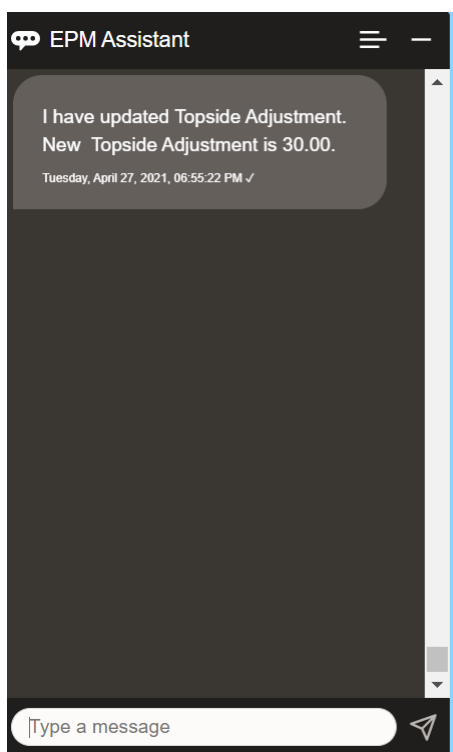 EPM Assistant
I have updated Topside Adjustment.
New  Topside Adjustment is 30.00.
Tuesday, April 27, 2021, 06:55:22 PM ✓
Type a message